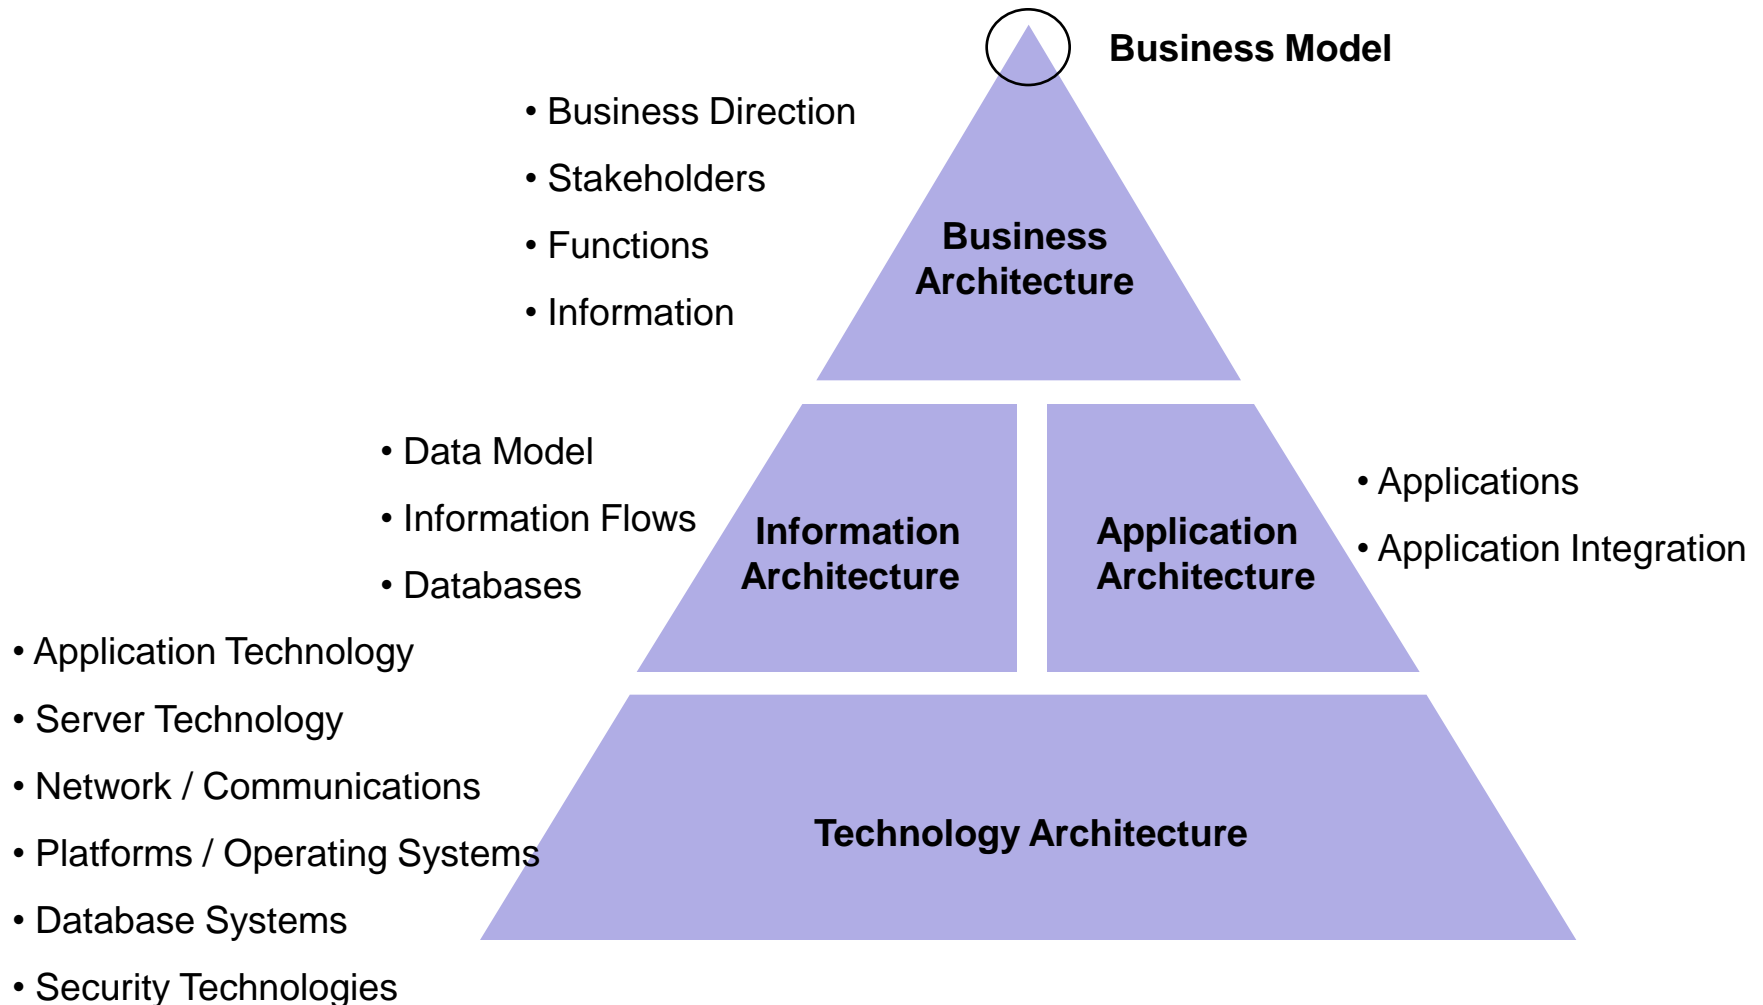 Business Model
• Business Direction
• Stakeholders
• Functions
• Information
Business
Architecture
• Data Model
• Information Flows
• Databases
Information
Architecture
Application
Architecture
• Applications
• Application Integration
• Application Technology
• Server Technology
• Network / Communications
• Platforms / Operating Systems
• Database Systems
• Security Technologies
Technology Architecture